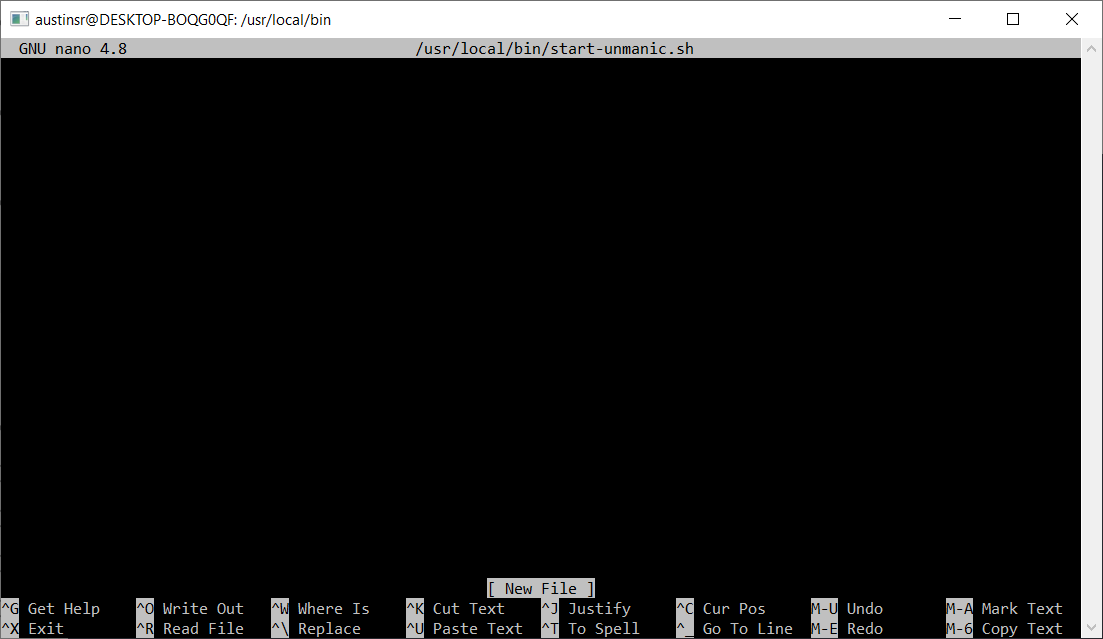 austinsr@DESKTOP-BOQG0QF: /usr/local/bin
GNU nano 4.8 /usr/local/bin/start-unmanic.sh
[ New File ]
^G Get Help ^O Write Out ^W Where Is ^K Cut Text ^J Justify ^C Cur Pos M-U Undo M-A Mark Text
^X Exit ^R Read File ^\ Replace ^U Paste Text ^T To Spell ^_ Go To Line M-E Redo M-6 Copy Text